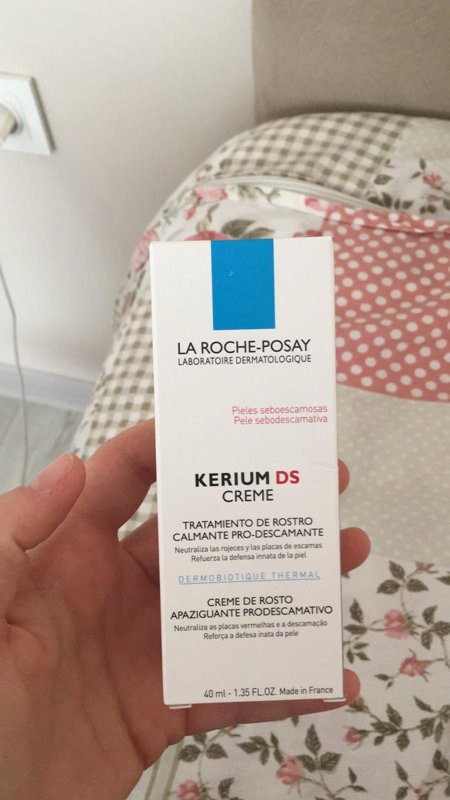 LA ROCHE-POSAY
LABORATOIRE DERMATOLOGIQUE
Pieles seboescamosas
Pele sebodescamativa
KERIUM DS
CREME
TRATAMIENTO DE ROSTRO
CALMANTE PRO-DESCAMANTE
Neutraliza las rojeces y las placas de escamas
Refuerza la defensa innata de la piel
DERMOBIOTIQUE THERMAL
CREME DE ROSTO
APAZIGUANTE PRODESCAMATIVO
Neutraliza as placas vermelhas e a descamação
Reforça a defesa inata da pele
40 ml - 1.35 FL.OZ. Made in France